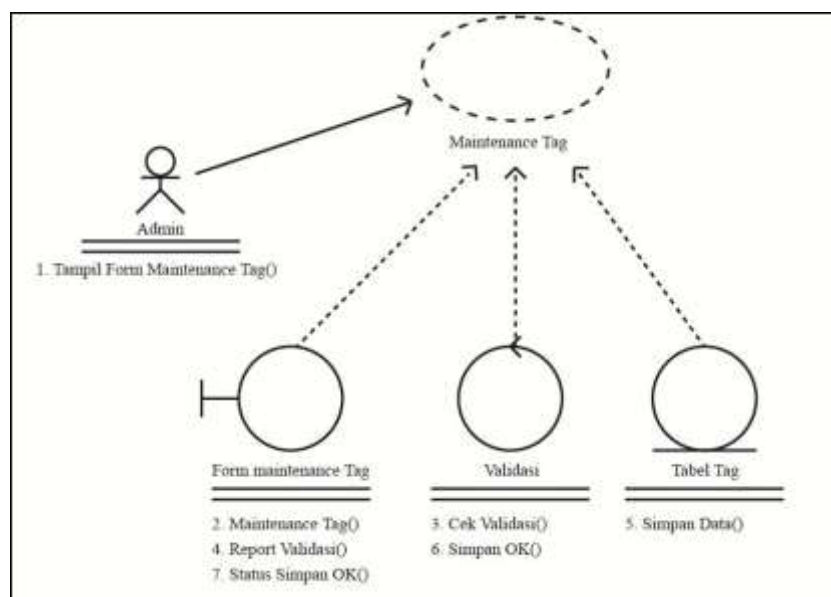 Maintenance Tag
Admin
1. Tampil Form Maintenance Tag()
Form maintenance Tag
2. Maintenance Tag()
4. Report Validasi()
7. Status Simpan OK()
Validasi
3. Cek Validasi()
6. Simpan OK()
Tabel Tag
5. Simpan Data()